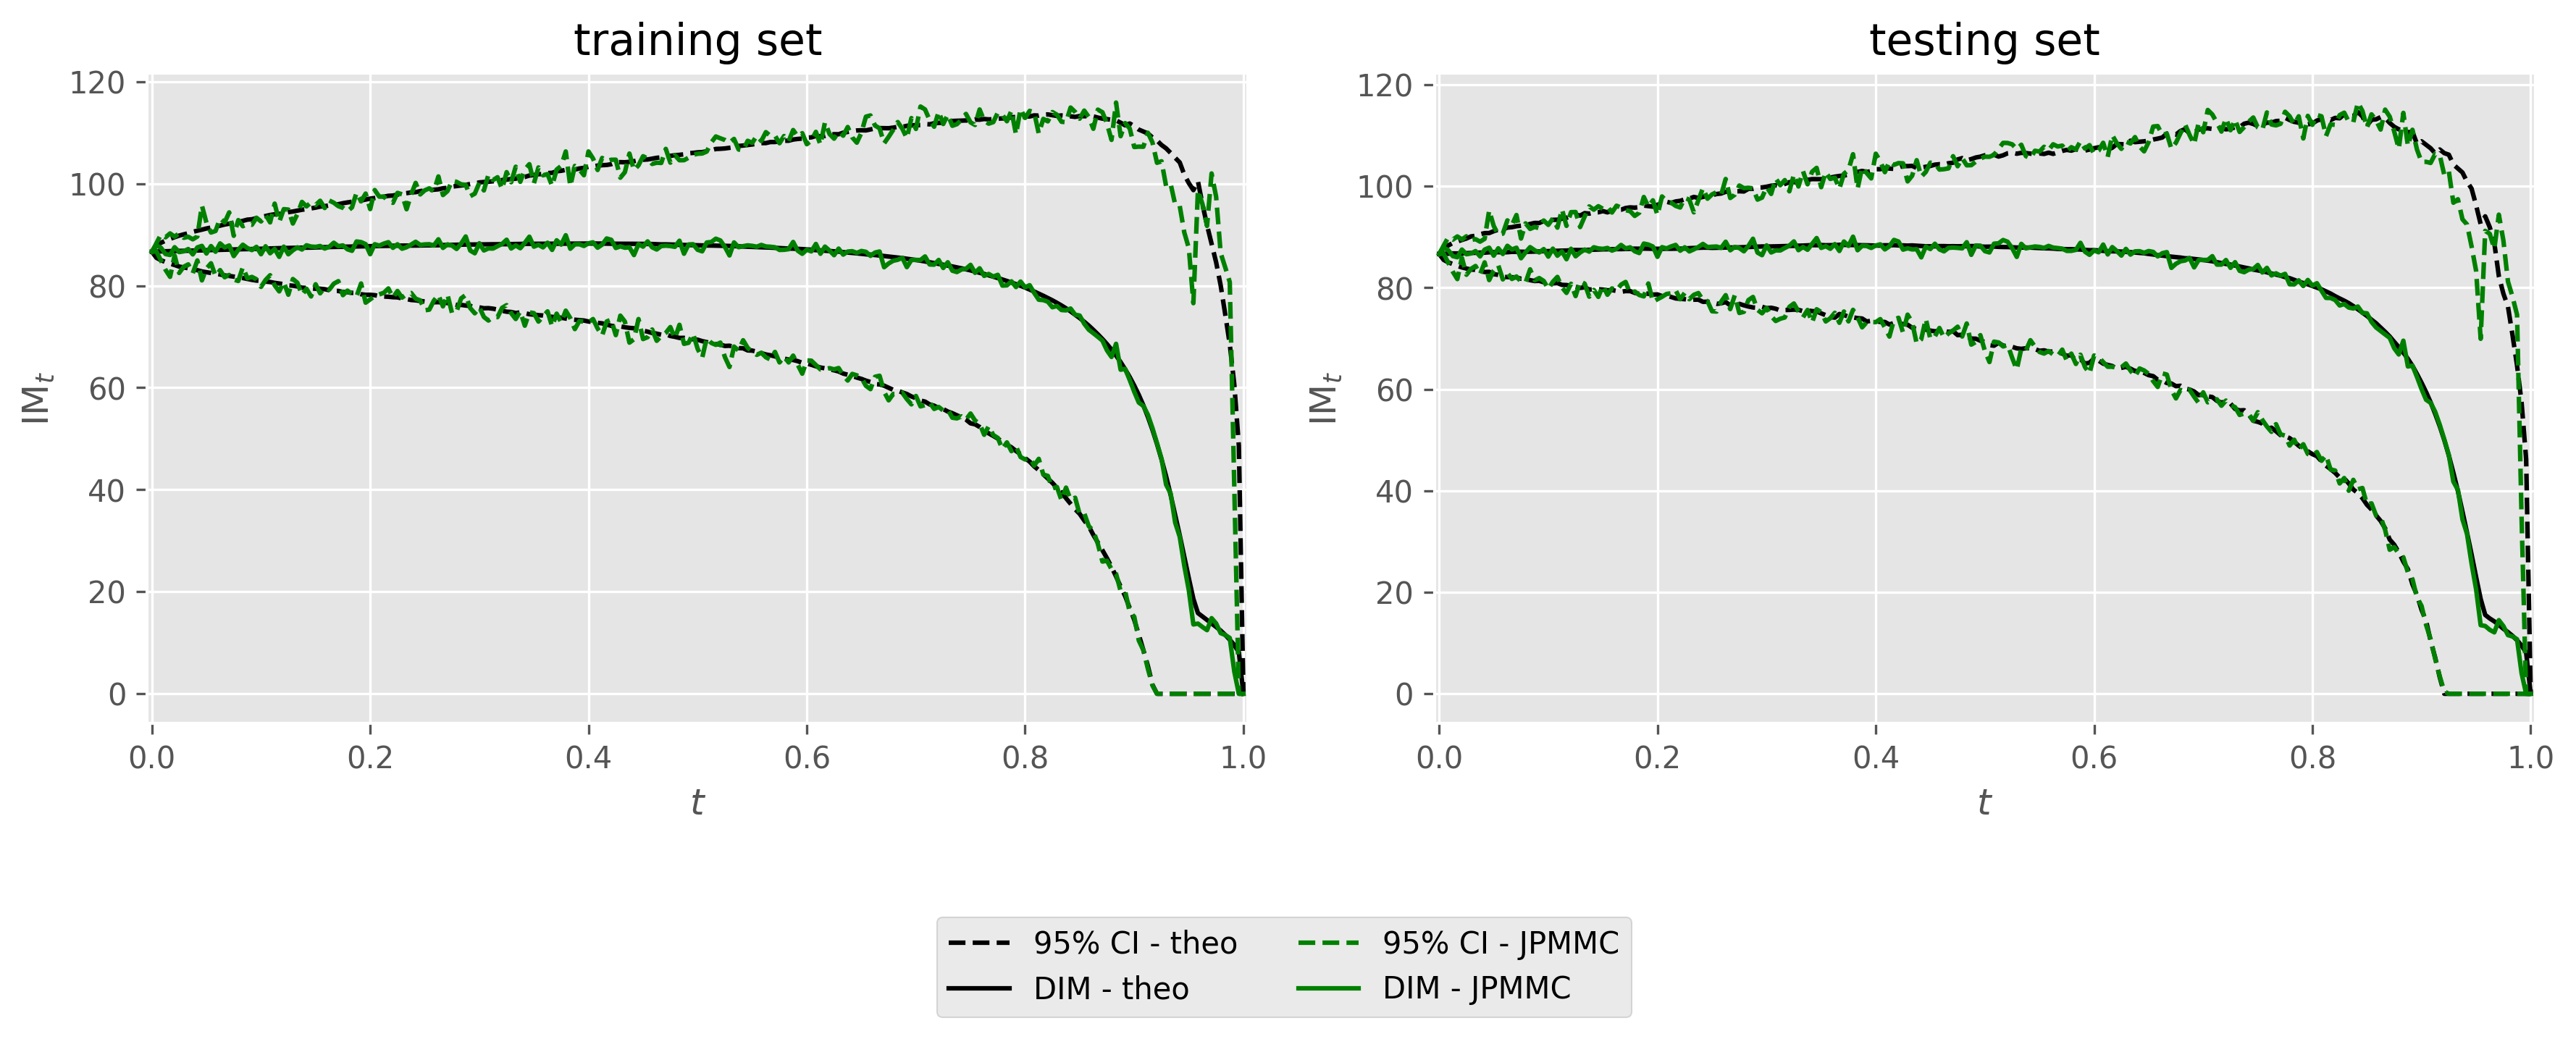 training set
testing set
120
100
80
60
40
20
0
IM_t
0.0 0.2 0.4 0.6 0.8 1.0
t
120
100
80
60
40
20
0
IM_t
0.0 0.2 0.4 0.6 0.8 1.0
t
95% CI - theo
DIM - theo
95% CI - JPMMC
DIM - JPMMC